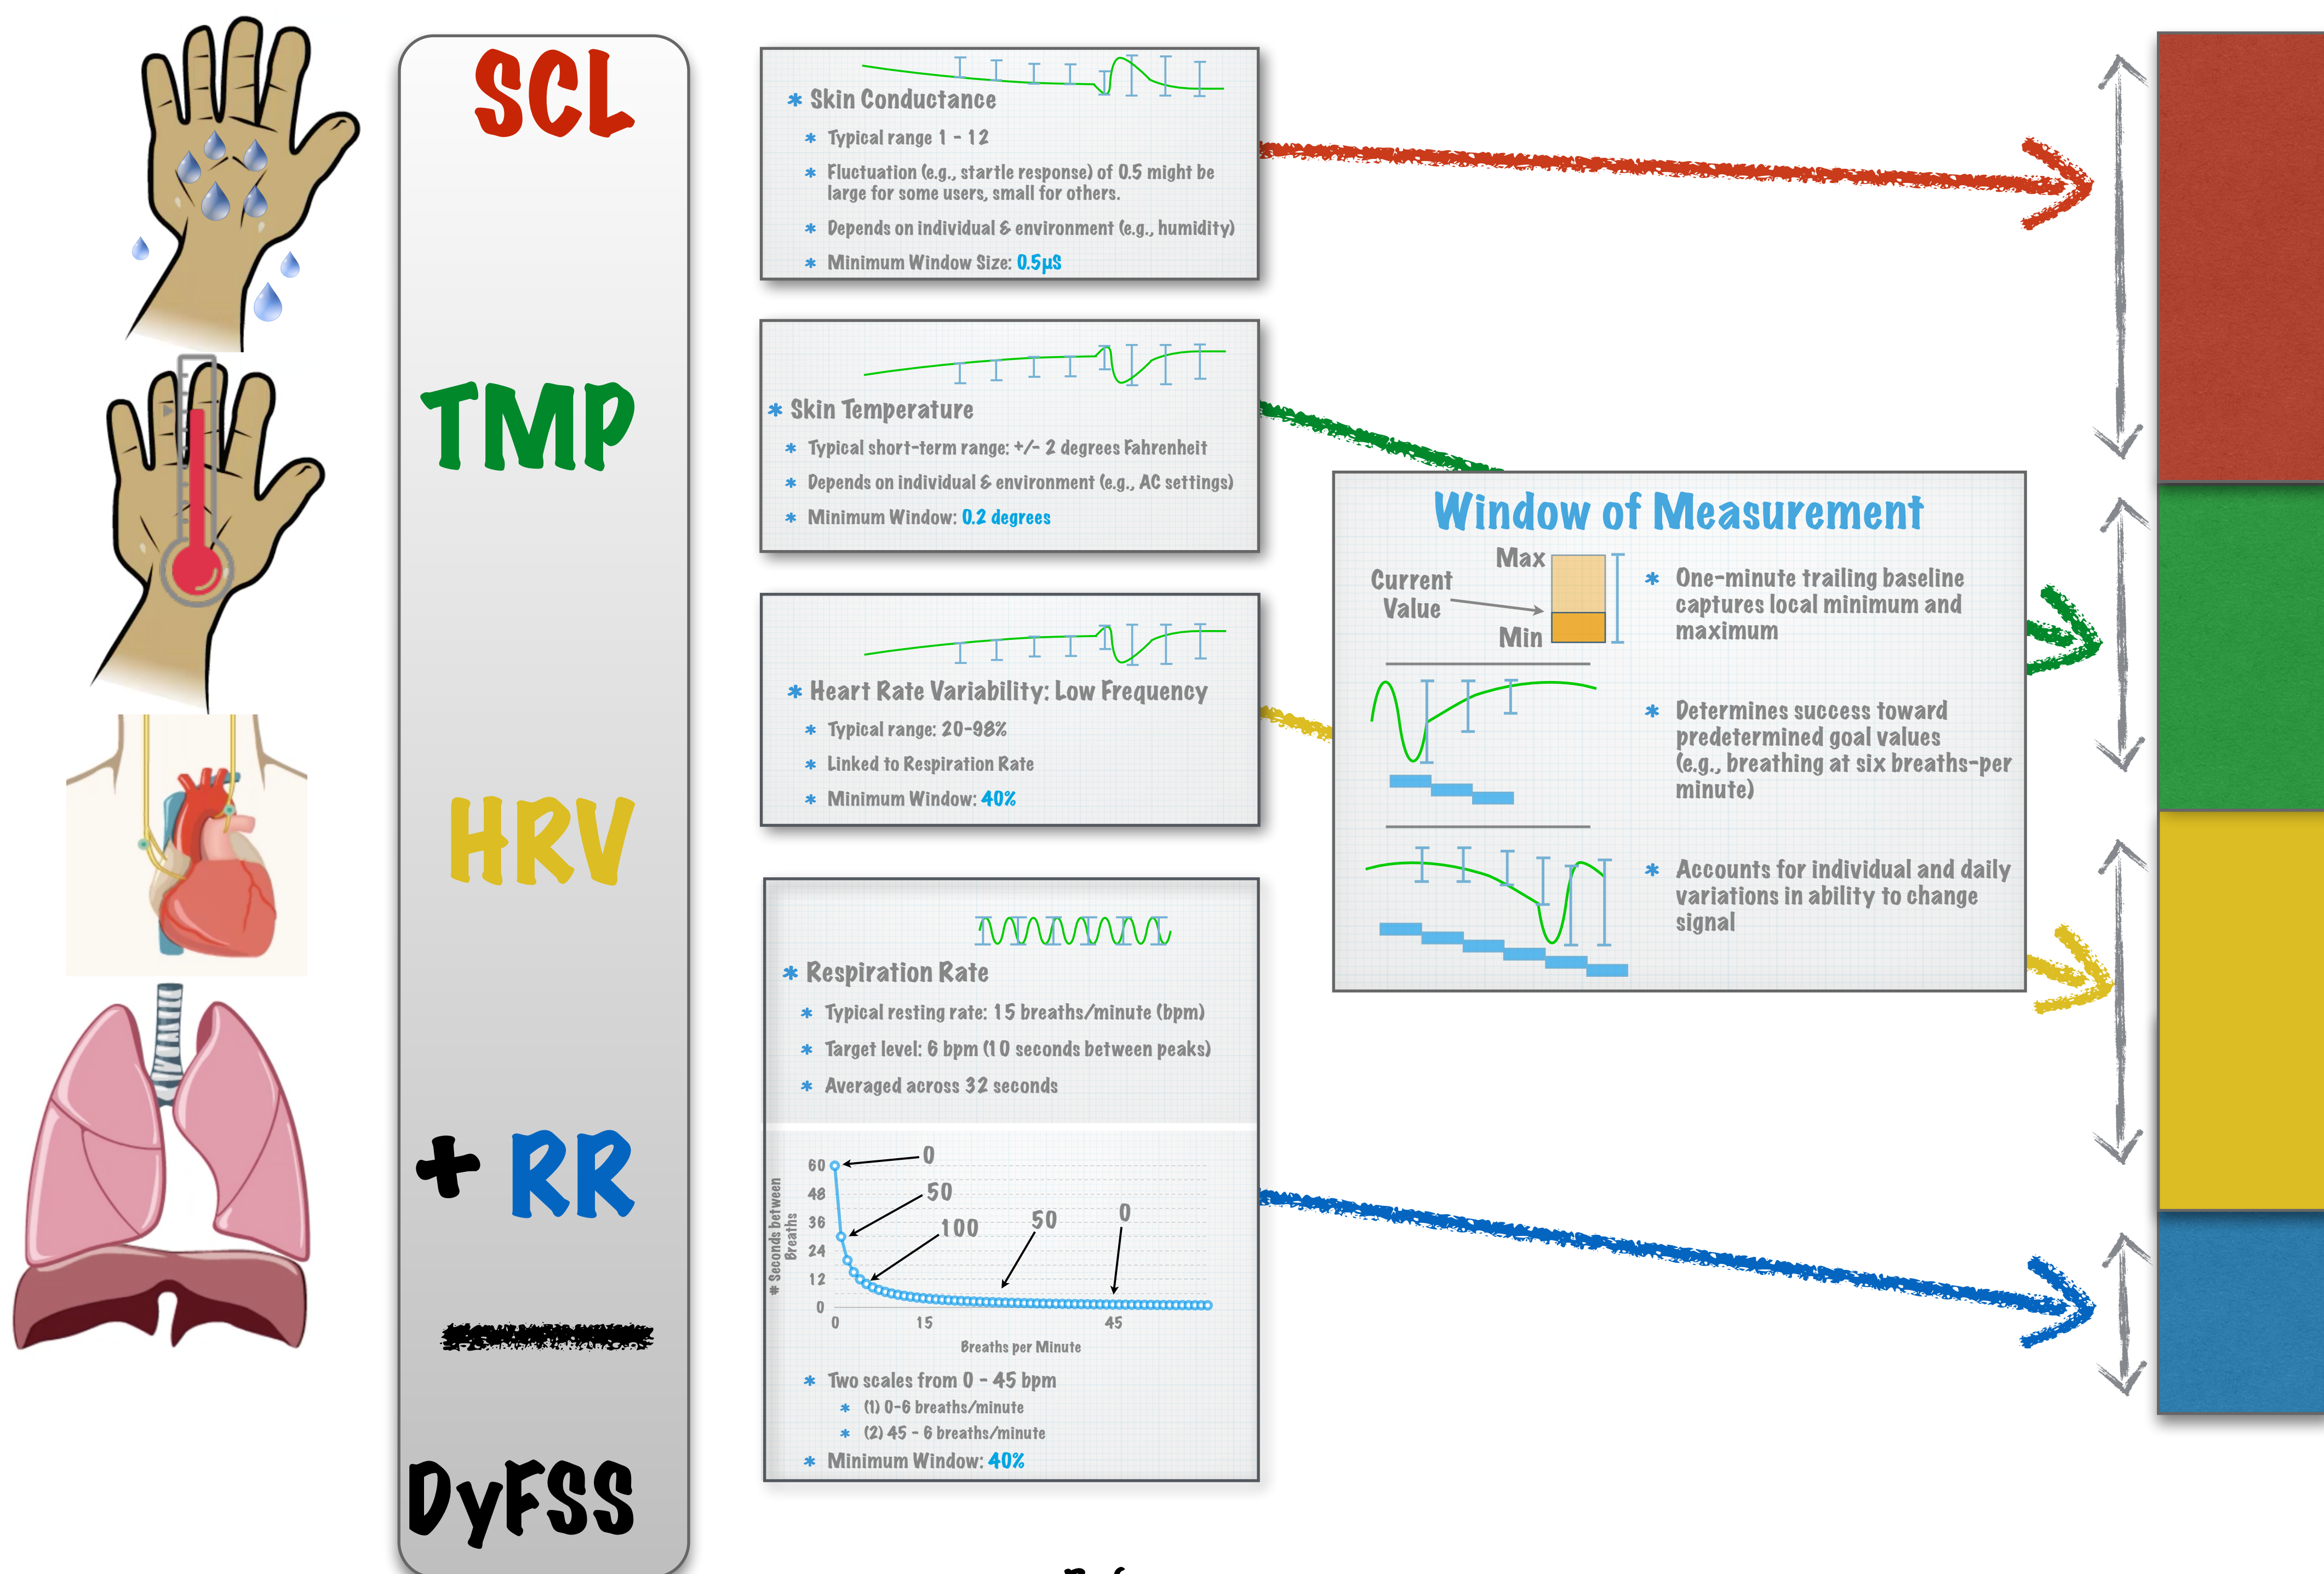 SCL
TMP
HRV
+ RR
DyFSS
* Skin Conductance
* Typical range 1 - 12
* Fluctuation (e.g., startle response) of 0.5 might be
large for some users, small for others.
* Depends on individual & environment (e.g., humidity)
* Minimum Window Size: 0.5µS
* Skin Temperature
* Typical short-term range: +/- 2 degrees Fahrenheit
* Depends on individual & environment (e.g., AC settings)
* Minimum Window: 0.2 degrees
* Heart Rate Variability: Low Frequency
* Typical range: 20-98%
* Linked to Respiration Rate
* Minimum Window: 40%
* Respiration Rate
* Typical resting rate: 15 breaths/minute (bpm)
* Target level: 6 bpm (10 seconds between peaks)
* Averaged across 32 seconds
# Seconds between
Breaths
60
48
36
24
12
0
0
50
100
50
0
0
15
45
Breaths per Minute
* Two scales from 0 - 45 bpm
* (1) 0-6 breaths/minute
* (2) 45 - 6 breaths/minute
* Minimum Window: 40%
Window of Measurement
Max
Current
Value
Min
* One-minute trailing baseline
captures local minimum and
maximum
* Determines success toward
predetermined goal values
(e.g., breathing at six breaths-per
minute)
* Accounts for individual and daily
variations in ability to change
signal